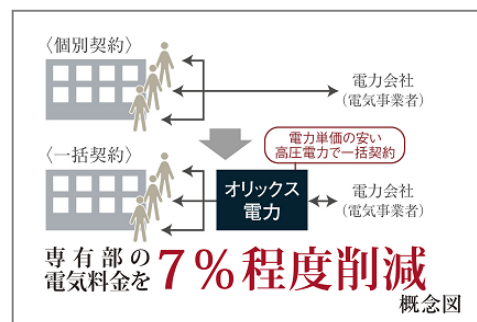 〈個別契約〉
電力会社
(電気事業者)
電力単価の安い
高圧電力で一括契約
〈一括契約〉
オリックス
電力
電力会社
(電気事業者)
専有部の
電気料金を7%程度削減
概念図